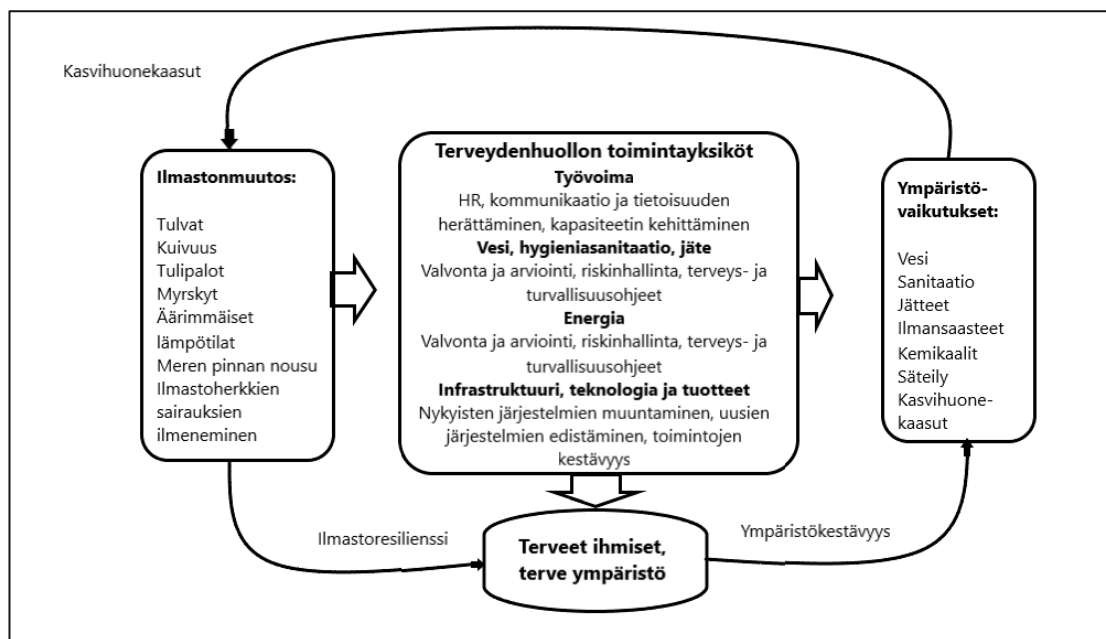 Kasvihuonekaasut
Ilmastonmuutos:
Tulvat
Kuivuus
Tulipalot
Myrskyt
Äärimmäiset
lämpötilat
Meren pinnan nousu
Ilmastoherkkien
sairauksien
ilmeneminen
Terveydenhuollon toimintayksiköt
Työvoima
HR, kommunikaatio ja tietoisuuden
herättäminen, kapasiteetin kehittäminen
Vesi, hygieniasanitaatio, jäte
Valvonta ja arviointi, riskinhallinta, terveys- ja
turvallisuusohjeet
Energia
Valvonta ja arviointi, riskinhallinta, terveys- ja
turvallisuusohjeet
Infrastruktuuri, teknologia ja tuotteet
Nykyisten järjestelmien muuntaminen, uusien
järjestelmien edistäminen, toimintojen
kestävyys
Ympäristö-
vaikutukset:
Vesi
Sanitaatio
Jätteet
Ilmansaasteet
Kemikaalit
Säteily
Kasvihuone-
kaasut
Ilmastoresilienssi
Terveet ihmiset,
terve ympäristö
Ympäristökestävyys